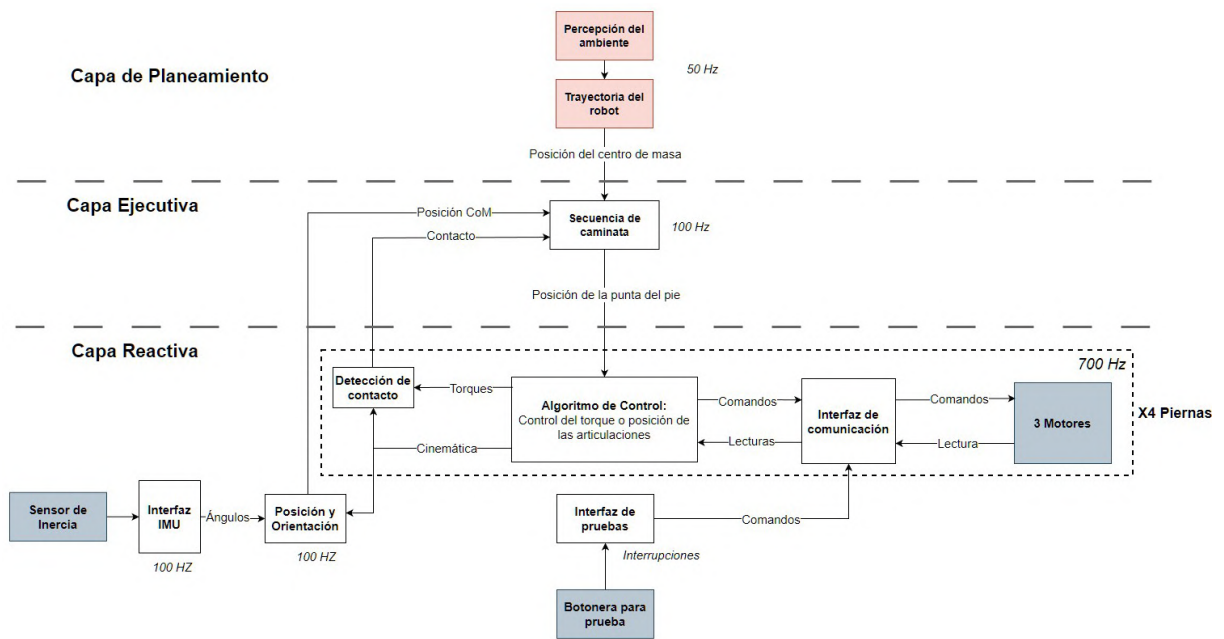 Percepción del
ambiente
50 Hz
Capa de Planeamiento
Trayectoria del
robot
Posición del centro de masa
Capa Ejecutiva
Posición CoM
Secuencia de
caminata
100 Hz
Contacto
Posición de la punta del pie
Capa Reactiva
700 Hz
Detección de
contacto
Torques
Algoritmo de Control:
Control del torque o posición de
las articulaciones
Comandos
Interfaz de
comunicación
Comandos
3 Motores
X4 Piernas
Cinemática
Lecturas
Lectura
Sensor de
Inercia
Interfaz
IMU
Ángulos
Posición y
Orientación
Interfaz de
pruebas
Comandos
100 HZ
100 HZ
Interrupciones
Botonera para
prueba